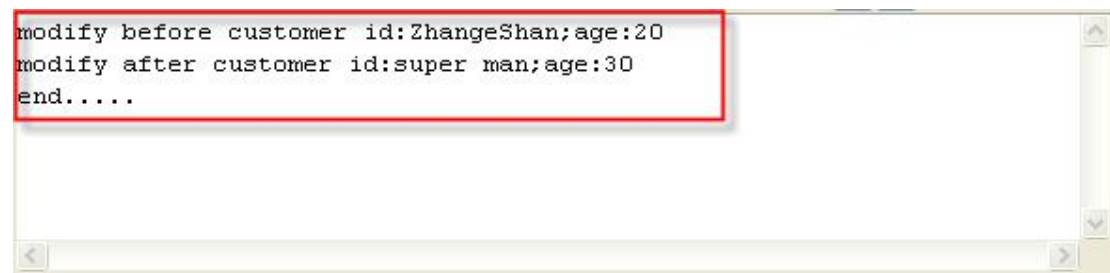 modify before customer id:ZhangeShan;age:20
modify after customer id:super man;age:30
end.....